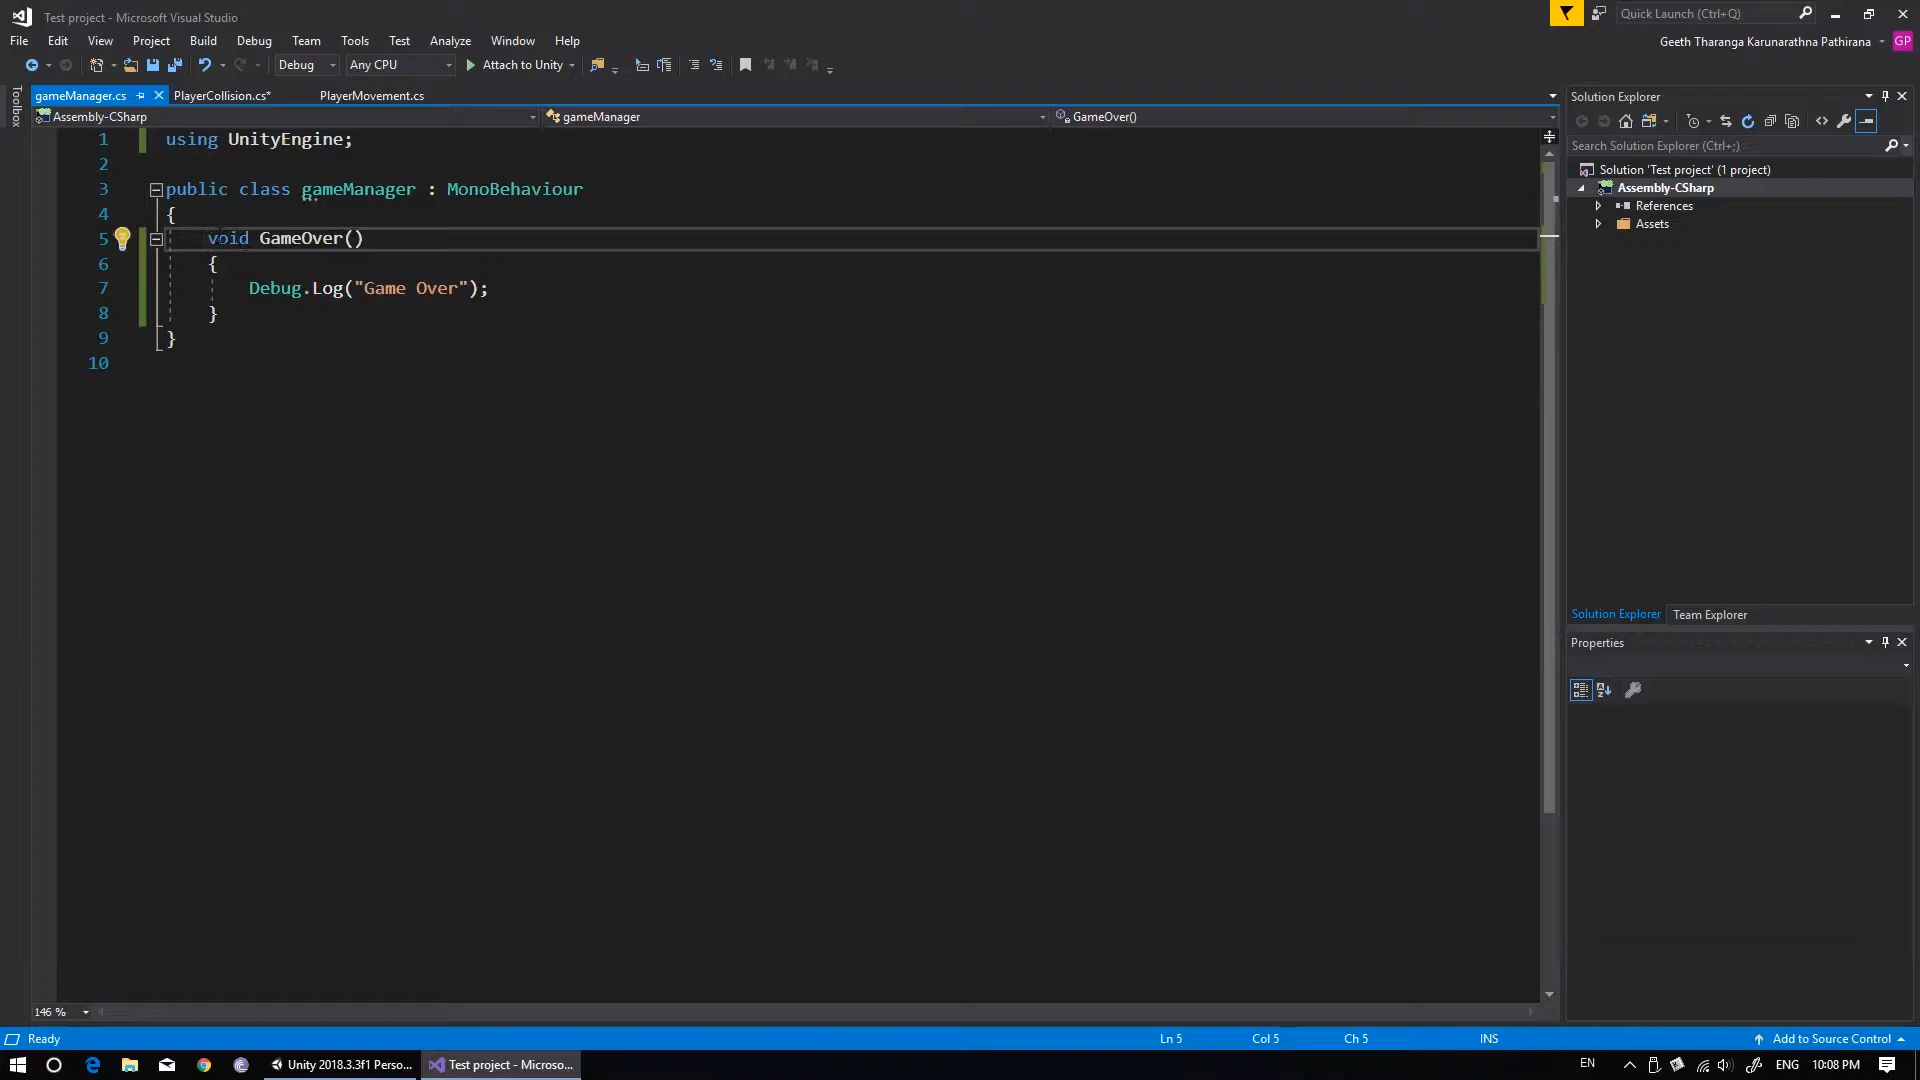 Test project - Microsoft Visual Studio
Quick Launch (Ctrl+Q)
File Edit View Project Build Debug Team Tools Test Analyze Window Help
Geeth Tharanga Karunarathna Pathirana GP
Debug Any CPU Attach to Unity
Toolbox
gameManager.cs PlayerCollision.cs* PlayerMovement.cs
Assembly-CSharp gameManager GameOver()
1 using UnityEngine;
2
3 public class gameManager : MonoBehaviour
4 {
5 void GameOver()
6 {
7 Debug.Log("Game Over");
8 }
9 }
10
Solution Explorer
Search Solution Explorer (Ctrl+;)
Solution 'Test project' (1 project)
Assembly-CSharp
References
Assets
Solution Explorer Team Explorer
Properties
146 %
Ready Ln 5 Col 5 Ch 5 INS Add to Source Control
Unity 2018.3.3f1 Perso... Test project - Microso... EN ENG 10:08 PM